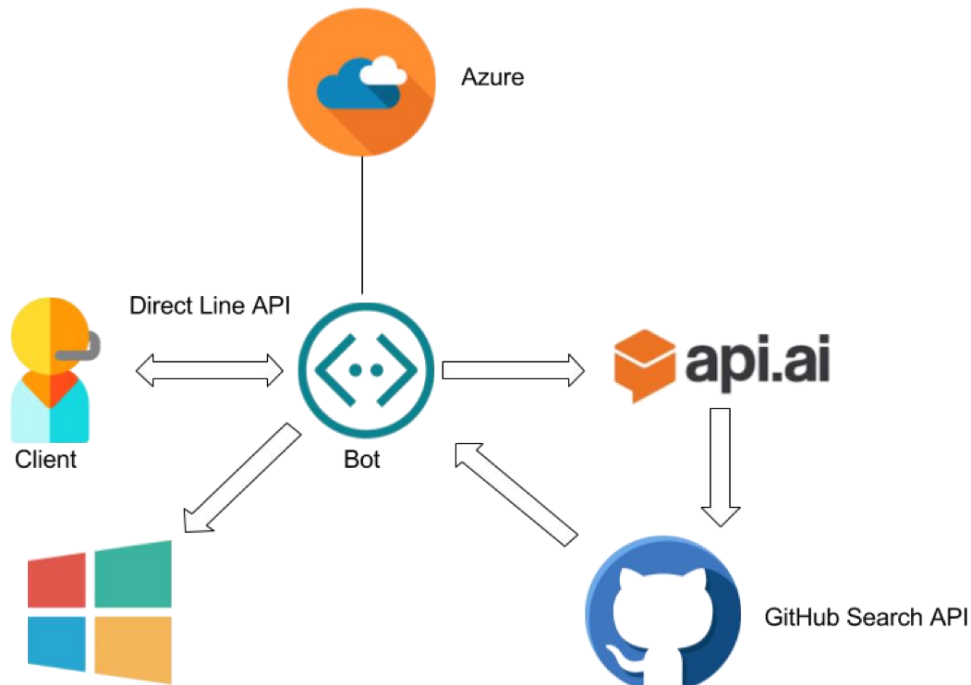 Azure
Direct Line API
api.ai
Client
Bot
GitHub Search API